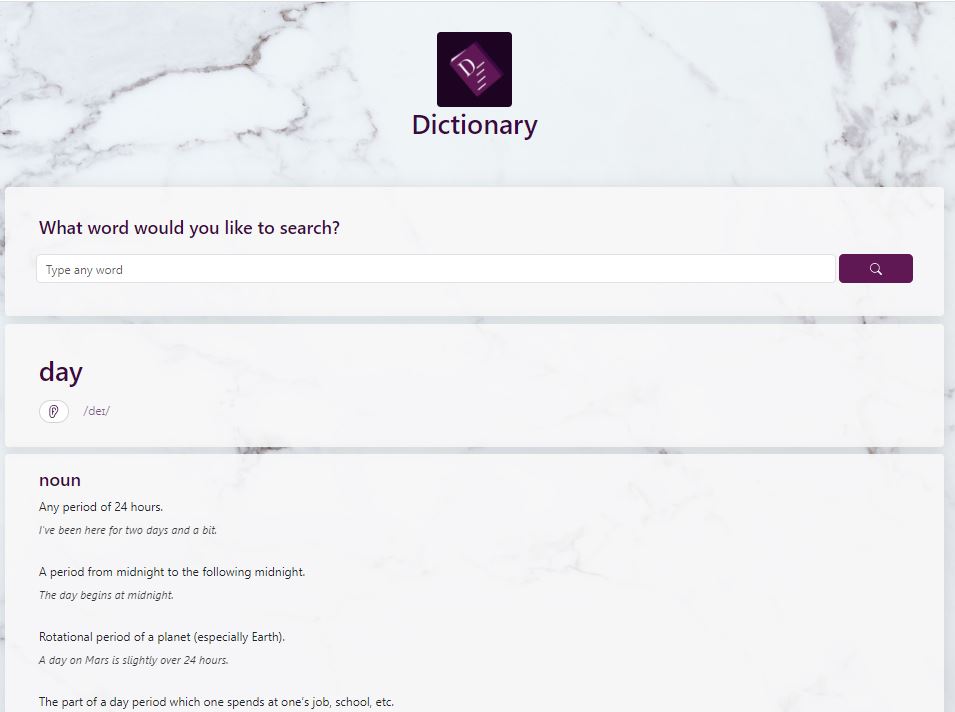 D
Dictionary
What word would you like to search?
Type any word
day
/deɪ/
noun
Any period of 24 hours.
I've been here for two days and a bit.
A period from midnight to the following midnight.
The day begins at midnight.
Rotational period of a planet (especially Earth).
A day on Mars is slightly over 24 hours.
The part of a day period which one spends at one's job, school, etc.